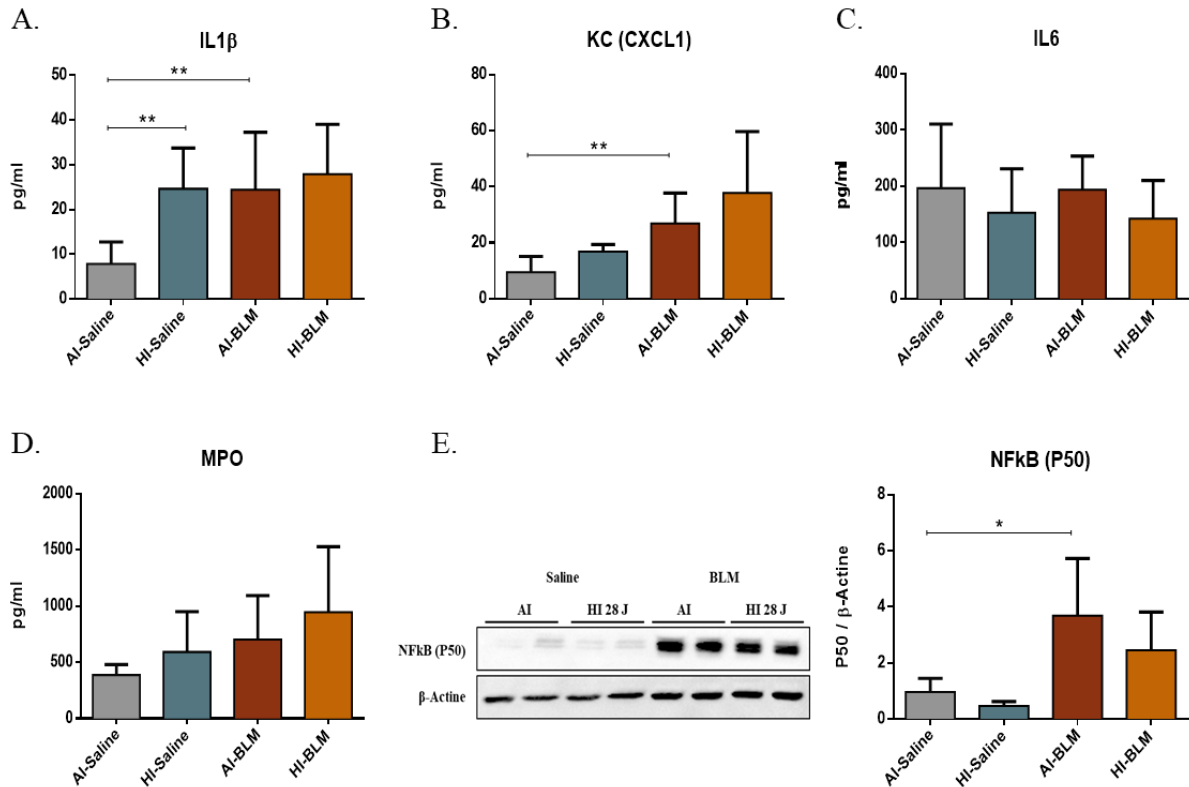 A.
IL1β
pg/ml
50
40
30
20
10
0
**
**
AI-Saline
HI-Saline
AI-BLM
HI-BLM
B.
KC (CXCL1)
pg/ml
80
60
40
20
0
**
AI-Saline
HI-Saline
AI-BLM
HI-BLM
C.
IL6
pg/ml
400
300
200
100
0
AI-Saline
HI-Saline
AI-BLM
HI-BLM
D.
MPO
pg/ml
2000
1500
1000
500
0
AI-Saline
HI-Saline
AI-BLM
HI-BLM
E.
Saline BLM
AI HI 28 J AI HI 28 J
NFkB (P50)
β-Actine
NFkB (P50)
P50 / β-Actine
8
6
4
2
0
*
AI-Saline
HI-Saline
AI-BLM
HI-BLM